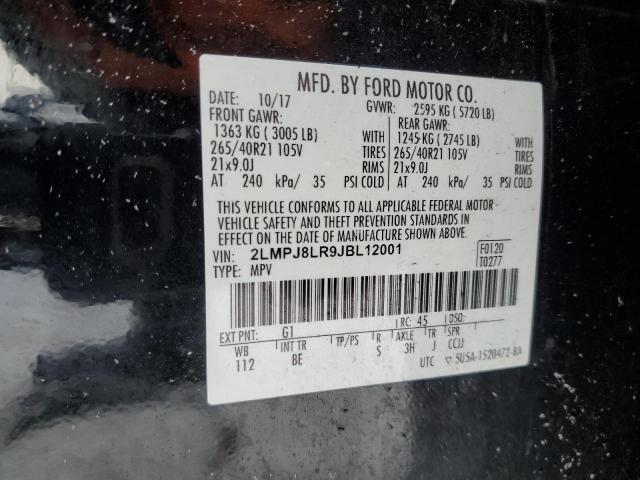 MFD. BY FORD MOTOR CO.
DATE: 10/17 GVWR: 2595 KG ( 5720 LB)
FRONT GAWR: REAR GAWR:
1363 KG ( 3005 LB) WITH 1245 KG ( 2745 LB) WITH
265/40R21 105V TIRES 265/40R21 105V TIRES
21x9.0J RIMS 21x9.0J RIMS
AT 240 kPa/ 35 PSI COLD AT 240 kPa/ 35 PSI COLD
THIS VEHICLE CONFORMS TO ALL APPLICABLE FEDERAL MOTOR
VEHICLE SAFETY AND THEFT PREVENTION STANDARDS IN
EFFECT ON THE DATE OF MANUFACTURE SHOWN ABOVE.
VIN: 2LMPJ8LR9JBL12001 F0120
TYPE: MPV T0277
EXT PNT: G1 RC: 45 DSO:
WB INT TR TP/PS R AXLE TR SPR
112 BE S 3H J CCJJ
UTC ▽ 5U5A-1520472-BA